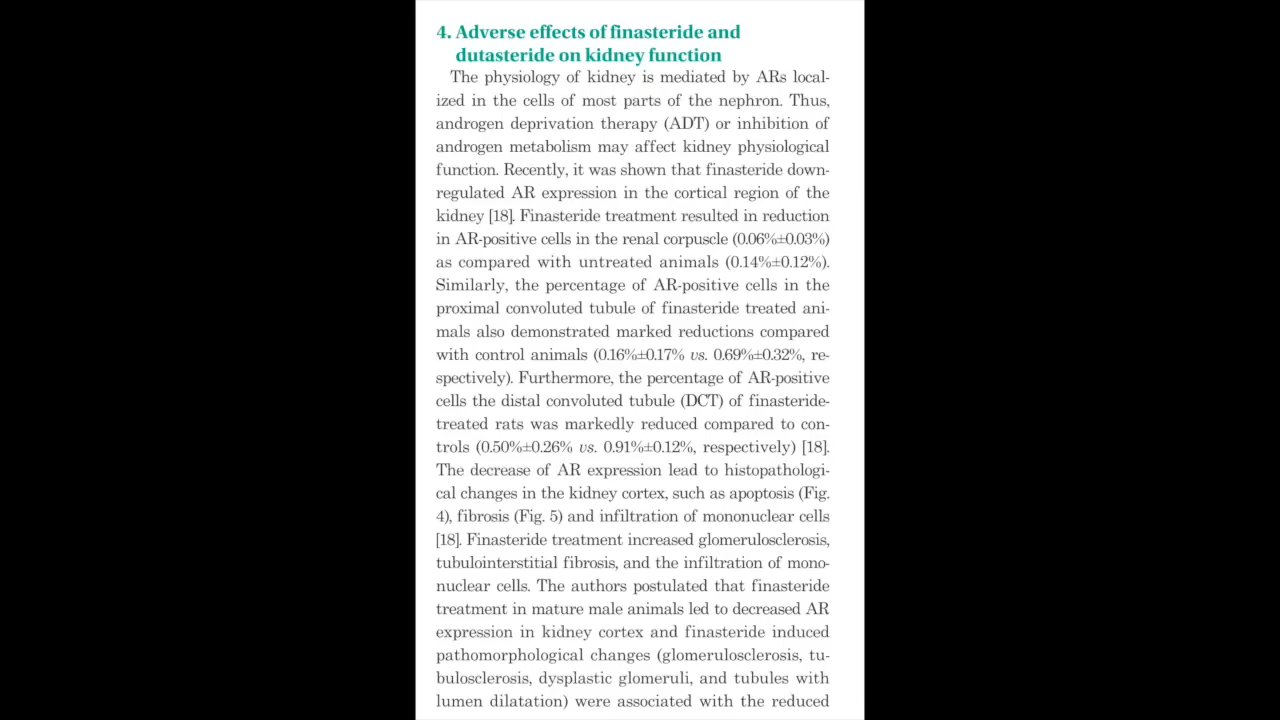 4. Adverse effects of finasteride and
dutasteride on kidney function
The physiology of kidney is mediated by ARs local-
ized in the cells of most parts of the nephron. Thus,
androgen deprivation therapy (ADT) or inhibition of
androgen metabolism may affect kidney physiological
function. Recently, it was shown that finasteride down-
regulated AR expression in the cortical region of the
kidney [18]. Finasteride treatment resulted in reduction
in AR-positive cells in the renal corpuscle (0.06%±0.03%)
as compared with untreated animals (0.14%±0.12%).
Similarly, the percentage of AR-positive cells in the
proximal convoluted tubule of finasteride treated ani-
mals also demonstrated marked reductions compared
with control animals (0.16%±0.17% vs. 0.69%±0.32%, re-
spectively). Furthermore, the percentage of AR-positive
cells the distal convoluted tubule (DCT) of finasteride-
treated rats was markedly reduced compared to con-
trols (0.50%±0.26% vs. 0.91%±0.12%, respectively) [18].
The decrease of AR expression lead to histopathologi-
cal changes in the kidney cortex, such as apoptosis (Fig.
4), fibrosis (Fig. 5) and infiltration of mononuclear cells
[18]. Finasteride treatment increased glomerulosclerosis,
tubulointerstitial fibrosis, and the infiltration of mono-
nuclear cells. The authors postulated that finasteride
treatment in mature male animals led to decreased AR
expression in kidney cortex and finasteride induced
pathomorphological changes (glomerulosclerosis, tu-
bulosclerosis, dysplastic glomeruli, and tubules with
lumen dilatation) were associated with the reduced